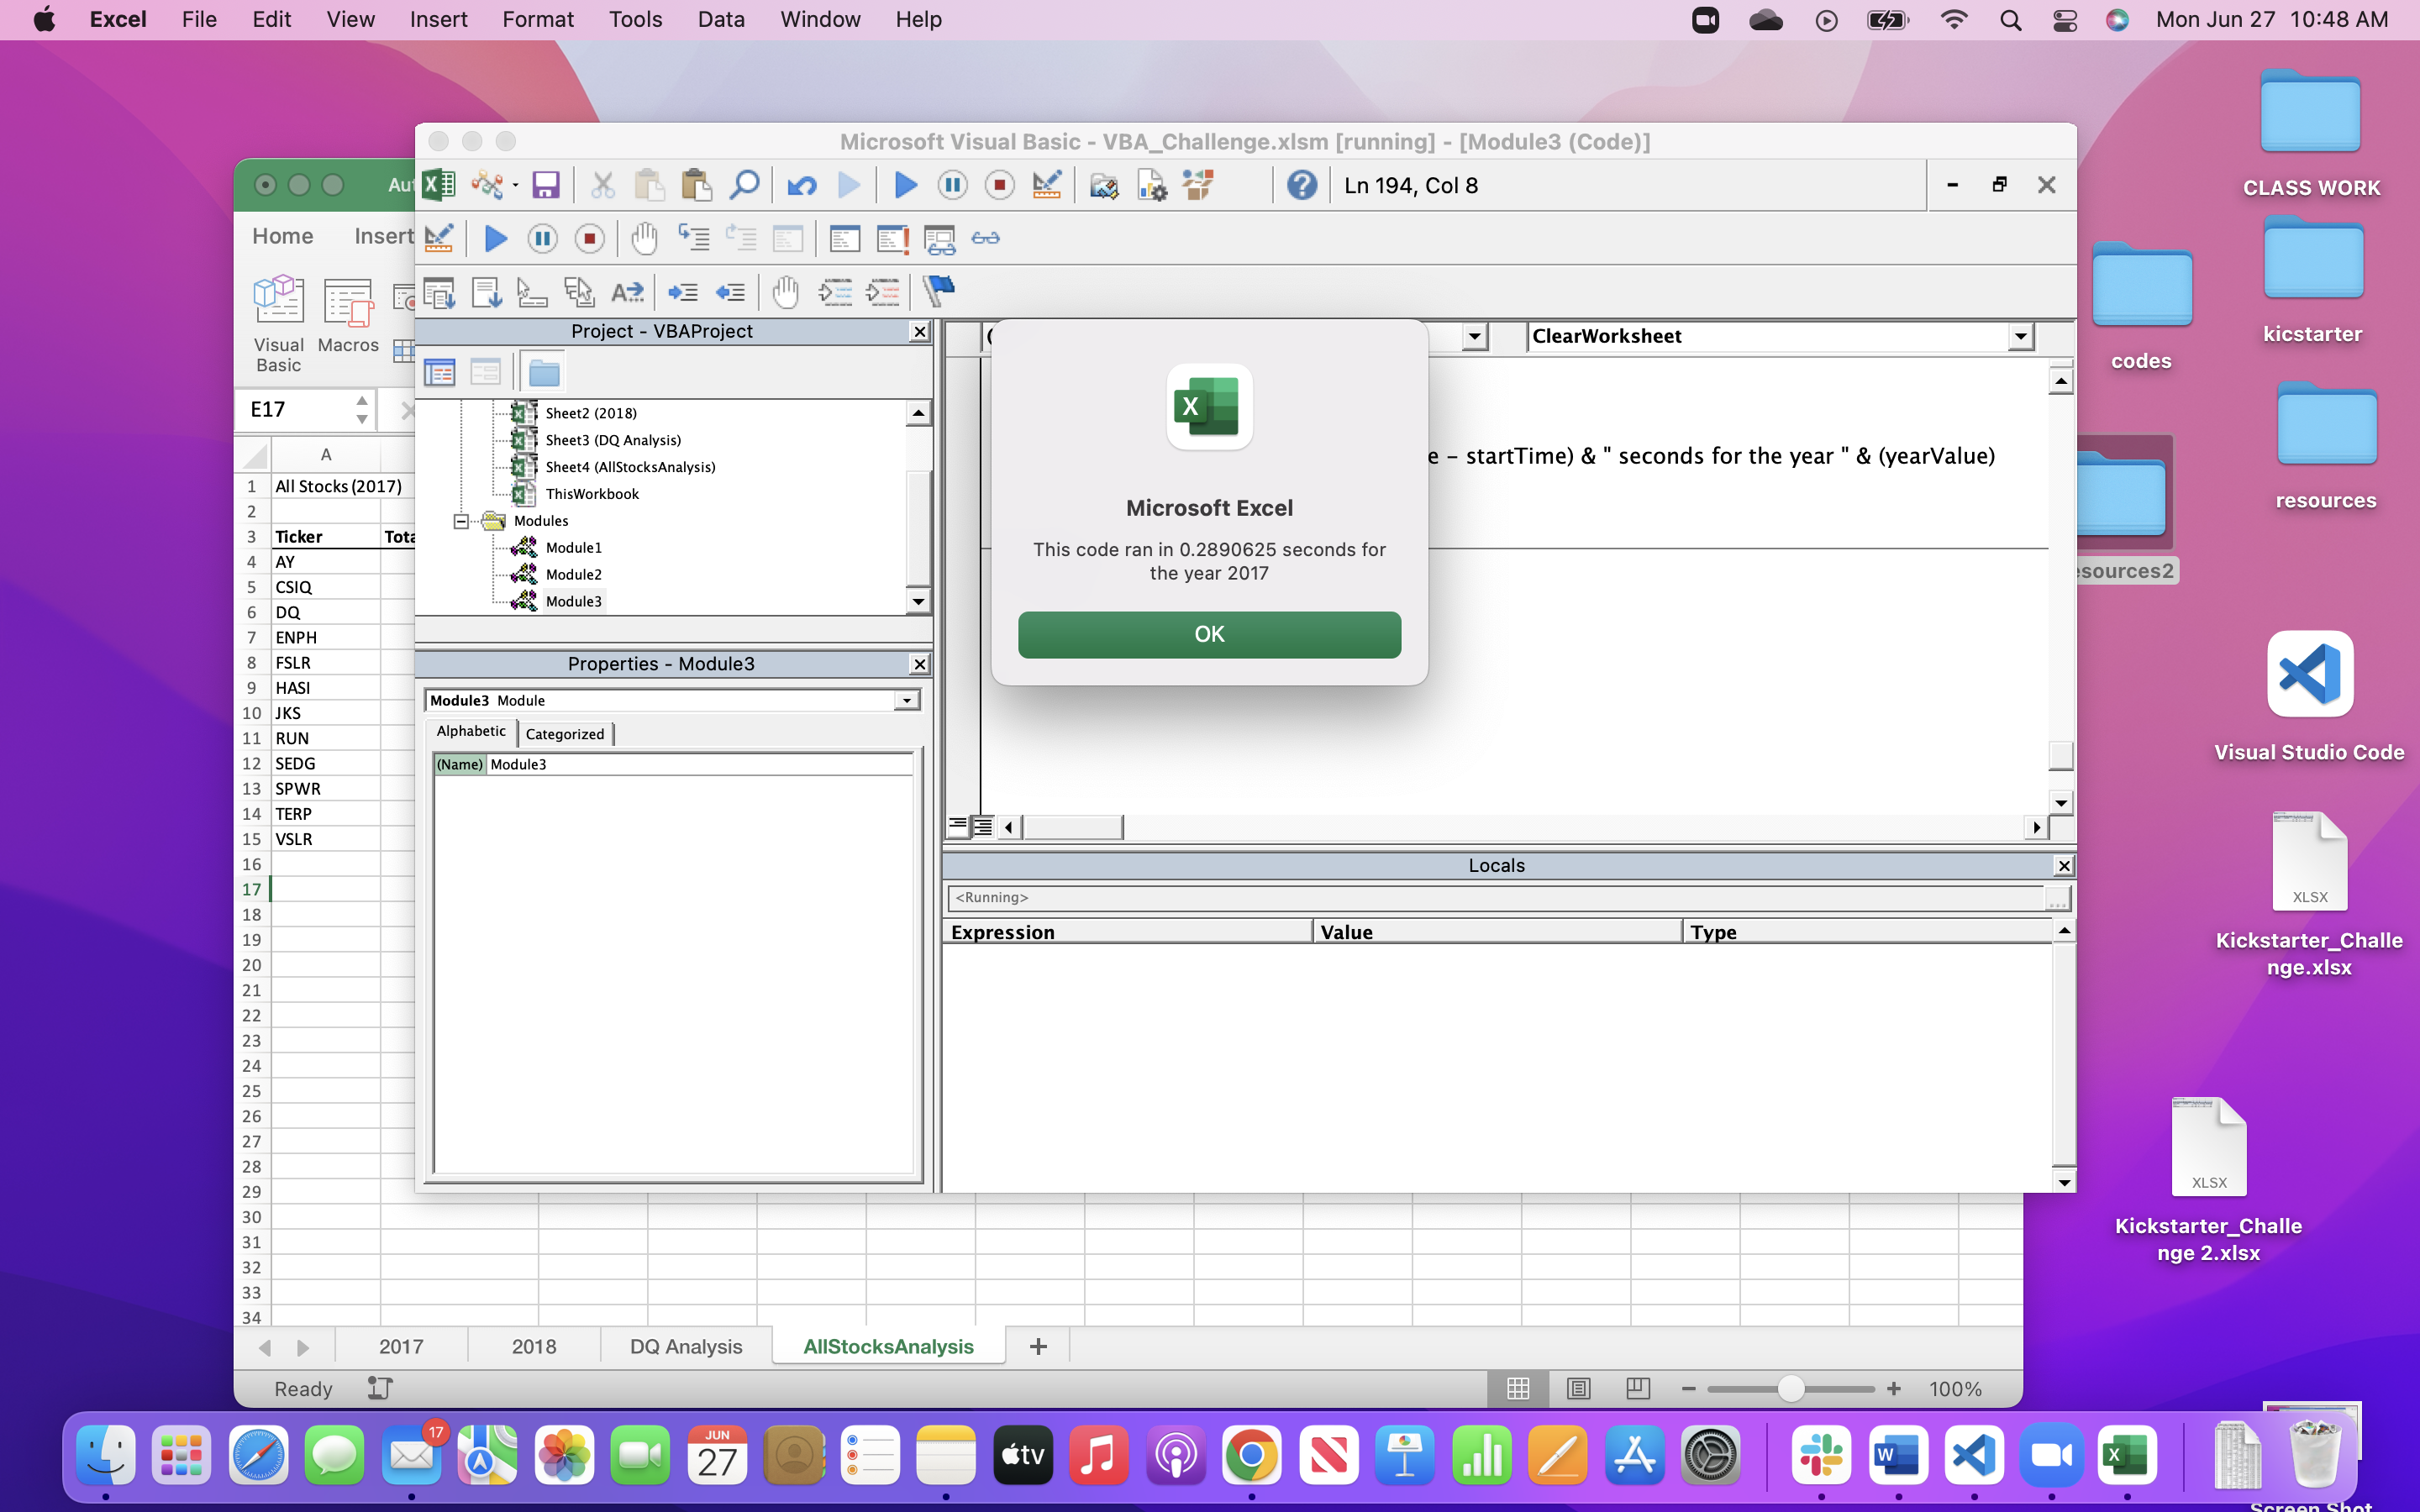 Excel File Edit View Insert Format Tools Data Window Help Mon Jun 27 10:48 AM
CLASS WORK
kicstarter
codes
resources
esources2
Visual Studio Code
XLSX
Kickstarter_Challe
nge.xlsx
XLSX
Kickstarter_Challe
nge 2.xlsx
Screen Shot
Microsoft Visual Basic - VBA_Challenge.xlsm [running] - [Module3 (Code)]
Ln 194, Col 8
Aut
Home Insert
Visual
Basic
Macros
E17
A
1 All Stocks (2017)
2
3 Ticker Tota
4 AY
5 CSIQ
6 DQ
7 ENPH
8 FSLR
9 HASI
10 JKS
11 RUN
12 SEDG
13 SPWR
14 TERP
15 VSLR
16
17
18
19
20
21
22
23
24
25
26
27
28
29
30
31
32
33
34
Project - VBAProject
Sheet2 (2018)
Sheet3 (DQ Analysis)
Sheet4 (AllStocksAnalysis)
ThisWorkbook
Modules
Module1
Module2
Module3
Properties - Module3
Module3 Module
Alphabetic Categorized
(Name) Module3
( ClearWorksheet
e - startTime) & " seconds for the year " & (yearValue)
Microsoft Excel
This code ran in 0.2890625 seconds for
the year 2017
OK
Locals
<Running>
...
Expression Value Type
2017 2018 DQ Analysis AllStocksAnalysis +
Ready
100%
17
JUN
27
tv
W
X